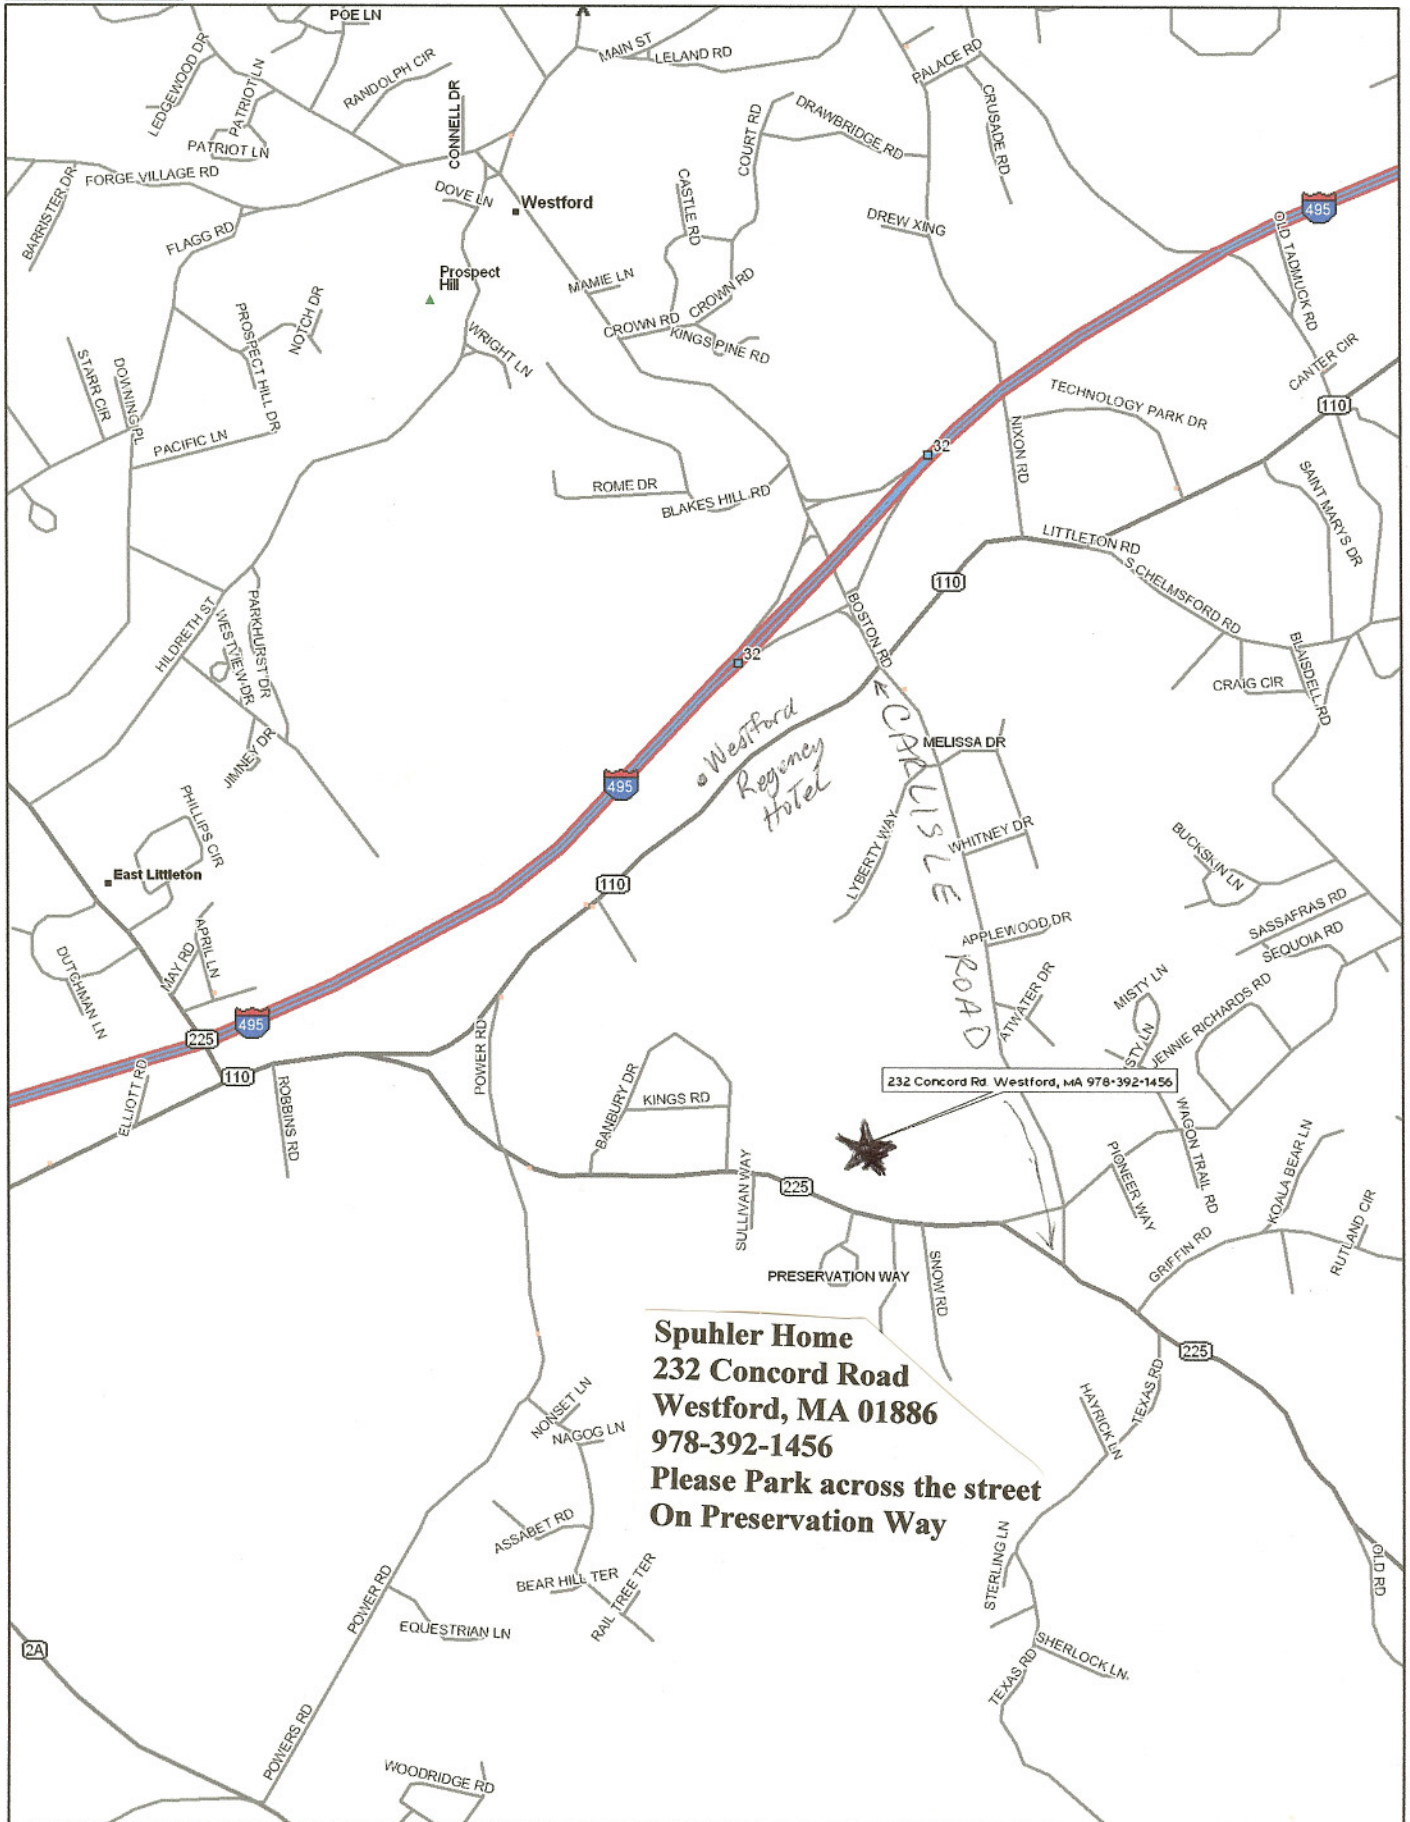 POE LN
MAIN ST
LELAND RD
PALACE RD
LEDGEWOOD DR
PATRIOT LN
RANDOLPH CIR
CONNELL DR
COURT RD
DRAWBRIDGE RD
CRUSADE RD
PATRIOT LN
FORGE VILLAGE RD
BARRISTER DR
DOVE LN
Westford
CASTLE RD
DREW XING
495
OLD TADMUCK RD
FLAGG RD
Prospect
Hill
MAMIE LN
CROWN RD
CROWN RD
KINGS PINE RD
PROSPECT HILL DR
NOTCH DR
WRIGHT LN
STARR CIR
DOWNING PL
PACIFIC LN
CANTER CIR
TECHNOLOGY PARK DR
110
NIXON RD
32
ROME DR
BLAKES HILL RD
SAINT MARYS DR
LITTLETON RD
S CHELMSFORD RD
110
BOSTON RD
HILDRETH ST
WESTVIEW DR
PARKHURST DR
32
BLAISDELL RD
CRAIG CIR
JIMNEY DR
Westford
Regency
Hotel
CARLISLE ROAD
MELISSA DR
495
PHILLIPS CIR
LYBERTY WAY
WHITNEY DR
BUCKSKIN LN
East Littleton
110
SASSAFRAS RD
SEQUOIA RD
APPLEWOOD DR
DUTCHMAN LN
MAY RD
APRIL LN
ATWATER DR
MISTY LN
STY LN
JENNIE RICHARDS RD
495
225
POWER RD
232 Concord Rd. Westford, MA 978-392-1456
110
ELLIOTT RD
ROBBINS RD
BANBURY DR
KINGS RD
WAGON TRAIL RD
PIONEER WAY
KOALA BEAR LN
SULLIVAN WAY
225
RUTLAND CIR
GRIFFIN RD
PRESERVATION WAY
SNOW RD
Spuhler Home
232 Concord Road
Westford, MA 01886
978-392-1456
Please Park across the street
On Preservation Way
225
TEXAS RD
HAYRICK LN
NONSET LN
NAGOG LN
ASSABET RD
BEAR HILL TER
RAIL TREE TER
STERLING LN
OLD RD
POWER RD
EQUESTRIAN LN
2A
SHERLOCK LN
TEXAS RD
POWERS RD
WOODRIDGE RD